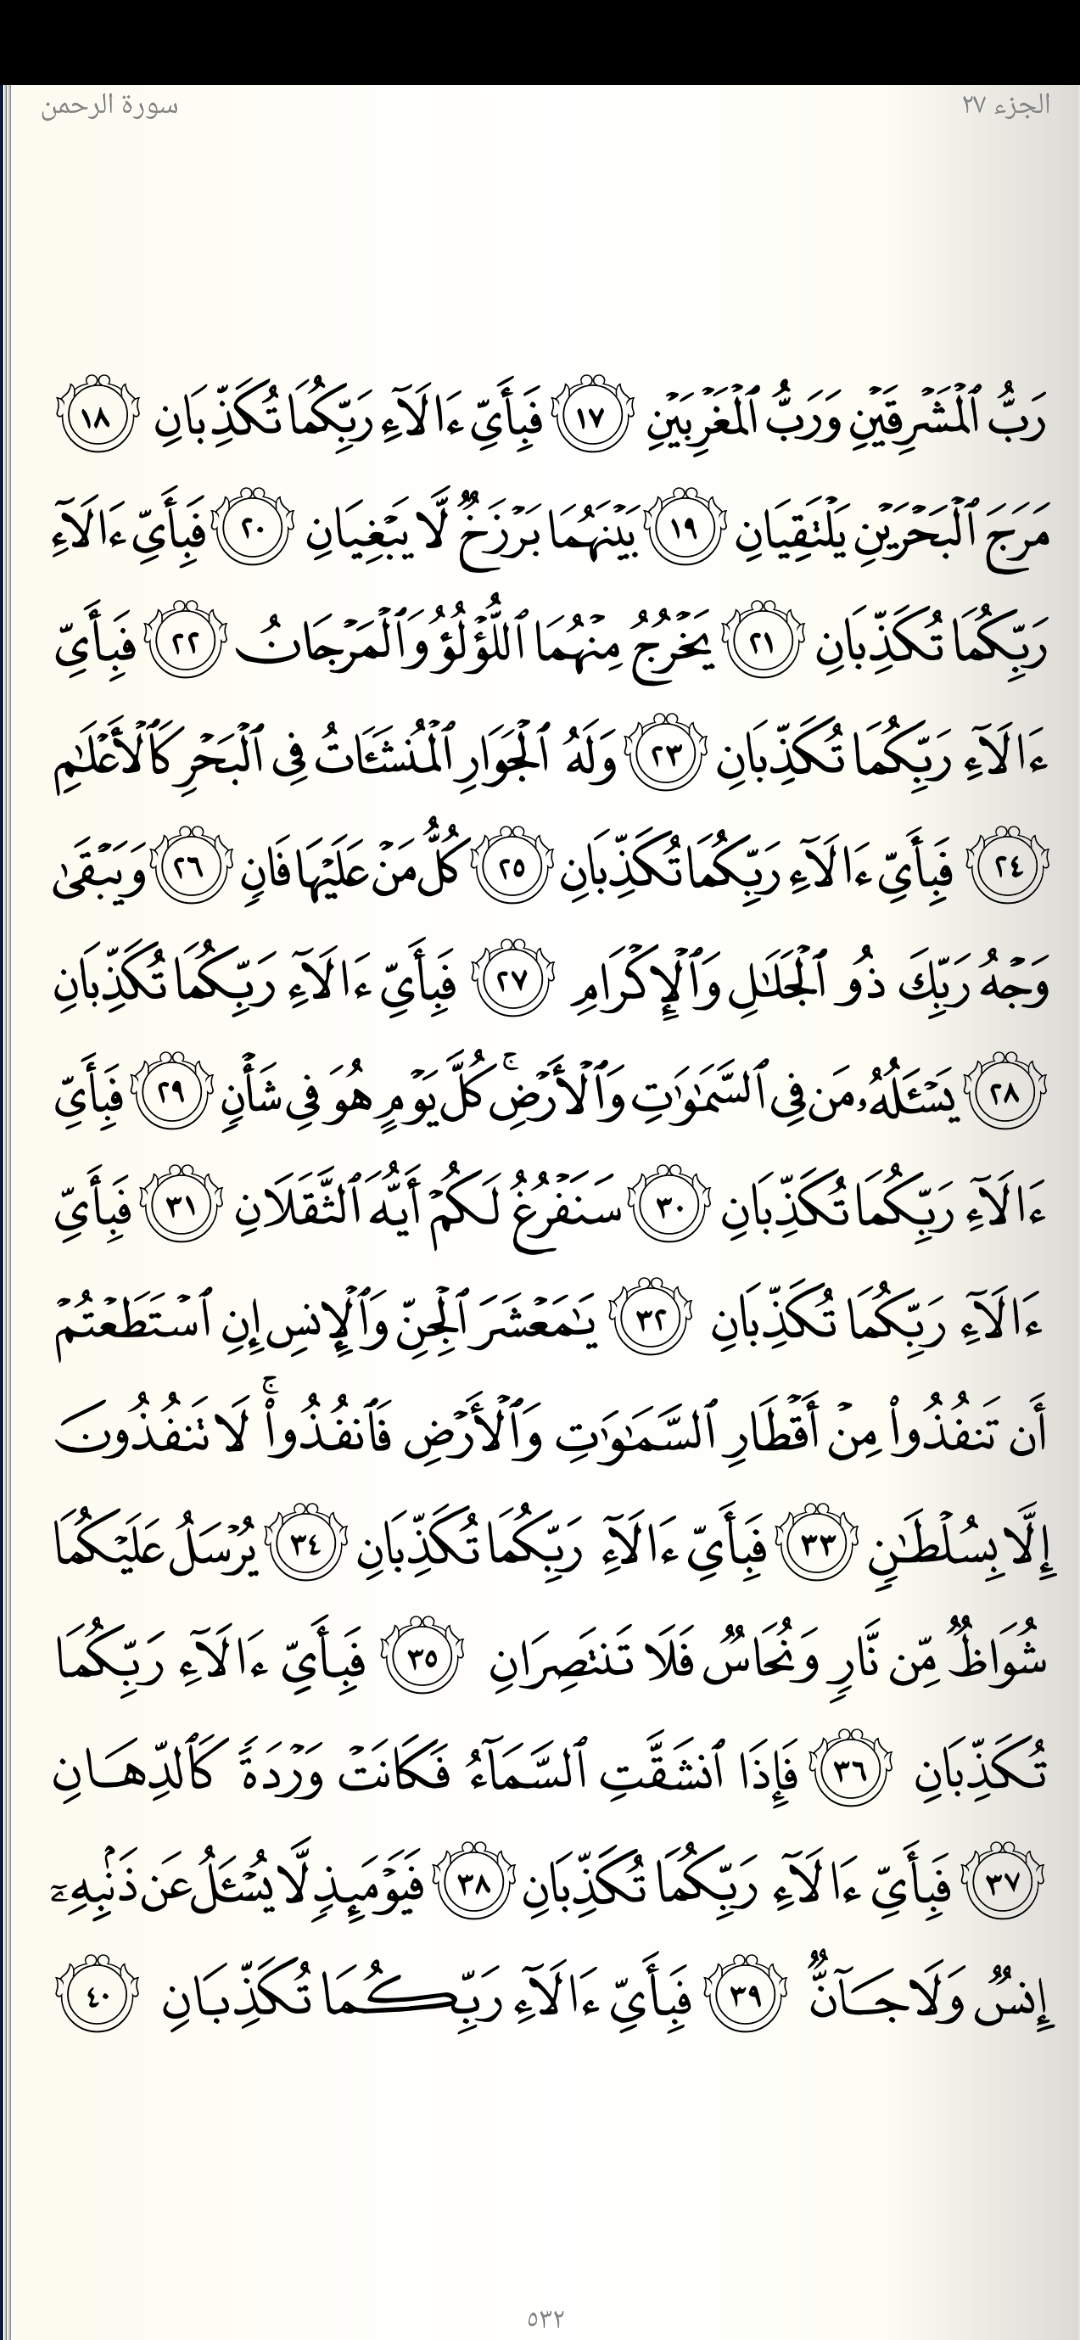 الجزء ٢٧
سورة الرحمن
رَبُّ ٱلْمَشْرِقَيْنِ وَرَبُّ ٱلْمَغْرِبَيْنِ ١٧ فَبِأَيِّ ءَالَآءِ رَبِّكُمَا تُكَذِّبَانِ ١٨
مَرَجَ ٱلْبَحْرَيْنِ يَلْتَقِيَانِ ١٩ بَيْنَهُمَا بَرْزَخٌ لَّا يَبْغِيَانِ ٢٠ فَبِأَيِّ ءَالَآءِ
رَبِّكُمَا تُكَذِّبَانِ ٢١ يَخْرُجُ مِنْهُمَا ٱللُّؤْلُؤُ وَٱلْمَرْجَانُ ٢٢ فَبِأَيِّ
ءَالَآءِ رَبِّكُمَا تُكَذِّبَانِ ٢٣ وَلَهُ ٱلْجَوَارِ ٱلْمُنشَـَٔاتُ فِى ٱلْبَحْرِ كَٱلْأَعْلَـٰمِ
٢٤ فَبِأَيِّ ءَالَآءِ رَبِّكُمَا تُكَذِّبَانِ ٢٥ كُلُّ مَنْ عَلَيْهَا فَانٍ ٢٦ وَيَبْقَىٰ
وَجْهُ رَبِّكَ ذُو ٱلْجَلَـٰلِ وَٱلْإِكْرَامِ ٢٧ فَبِأَيِّ ءَالَآءِ رَبِّكُمَا تُكَذِّبَانِ
٢٨ يَسْـَٔلُهُۥ مَن فِى ٱلسَّمَـٰوَٰتِ وَٱلْأَرْضِ ۚ كُلَّ يَوْمٍ هُوَ فِى شَأْنٍ ٢٩ فَبِأَيِّ
ءَالَآءِ رَبِّكُمَا تُكَذِّبَانِ ٣٠ سَنَفْرُغُ لَكُمْ أَيُّهَ ٱلثَّقَلَانِ ٣١ فَبِأَيِّ
ءَالَآءِ رَبِّكُمَا تُكَذِّبَانِ ٣٢ يَـٰمَعْشَرَ ٱلْجِنِّ وَٱلْإِنسِ إِنِ ٱسْتَطَعْتُمْ
أَن تَنفُذُوا۟ مِنْ أَقْطَارِ ٱلسَّمَـٰوَٰتِ وَٱلْأَرْضِ فَٱنفُذُوا۟ ۚ لَا تَنفُذُونَ
إِلَّا بِسُلْطَـٰنٍ ٣٣ فَبِأَيِّ ءَالَآءِ رَبِّكُمَا تُكَذِّبَانِ ٣٤ يُرْسَلُ عَلَيْكُمَا
شُوَاظٌ مِّن نَّارٍ وَنُحَاسٌ فَلَا تَنتَصِرَانِ ٣٥ فَبِأَيِّ ءَالَآءِ رَبِّكُمَا
تُكَذِّبَانِ ٣٦ فَإِذَا ٱنشَقَّتِ ٱلسَّمَآءُ فَكَانَتْ وَرْدَةً كَٱلدِّهَانِ
٣٧ فَبِأَيِّ ءَالَآءِ رَبِّكُمَا تُكَذِّبَانِ ٣٨ فَيَوْمَئِذٍ لَّا يُسْـَٔلُ عَن ذَنۢبِهِۦٓ
إِنسٌ وَلَا جَآنٌّ ٣٩ فَبِأَيِّ ءَالَآءِ رَبِّكُمَا تُكَذِّبَانِ ٤٠
٥٣٢